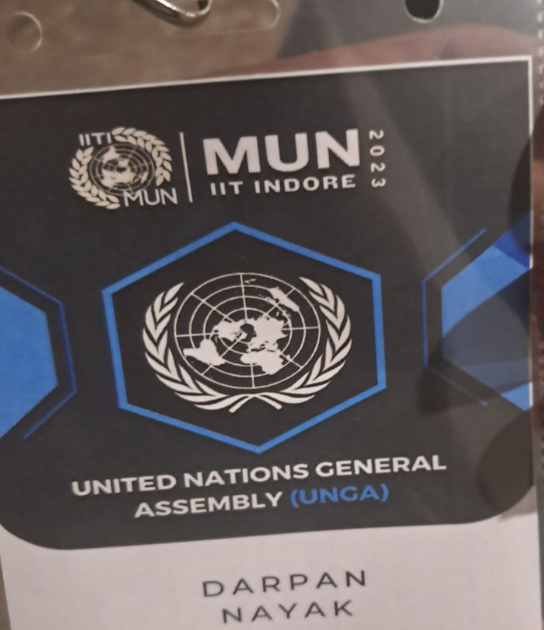 IITI
MUN
MUN
IIT INDORE
2023
UNITED NATIONS GENERAL
ASSEMBLY (UNGA)
DARPAN
NAYAK